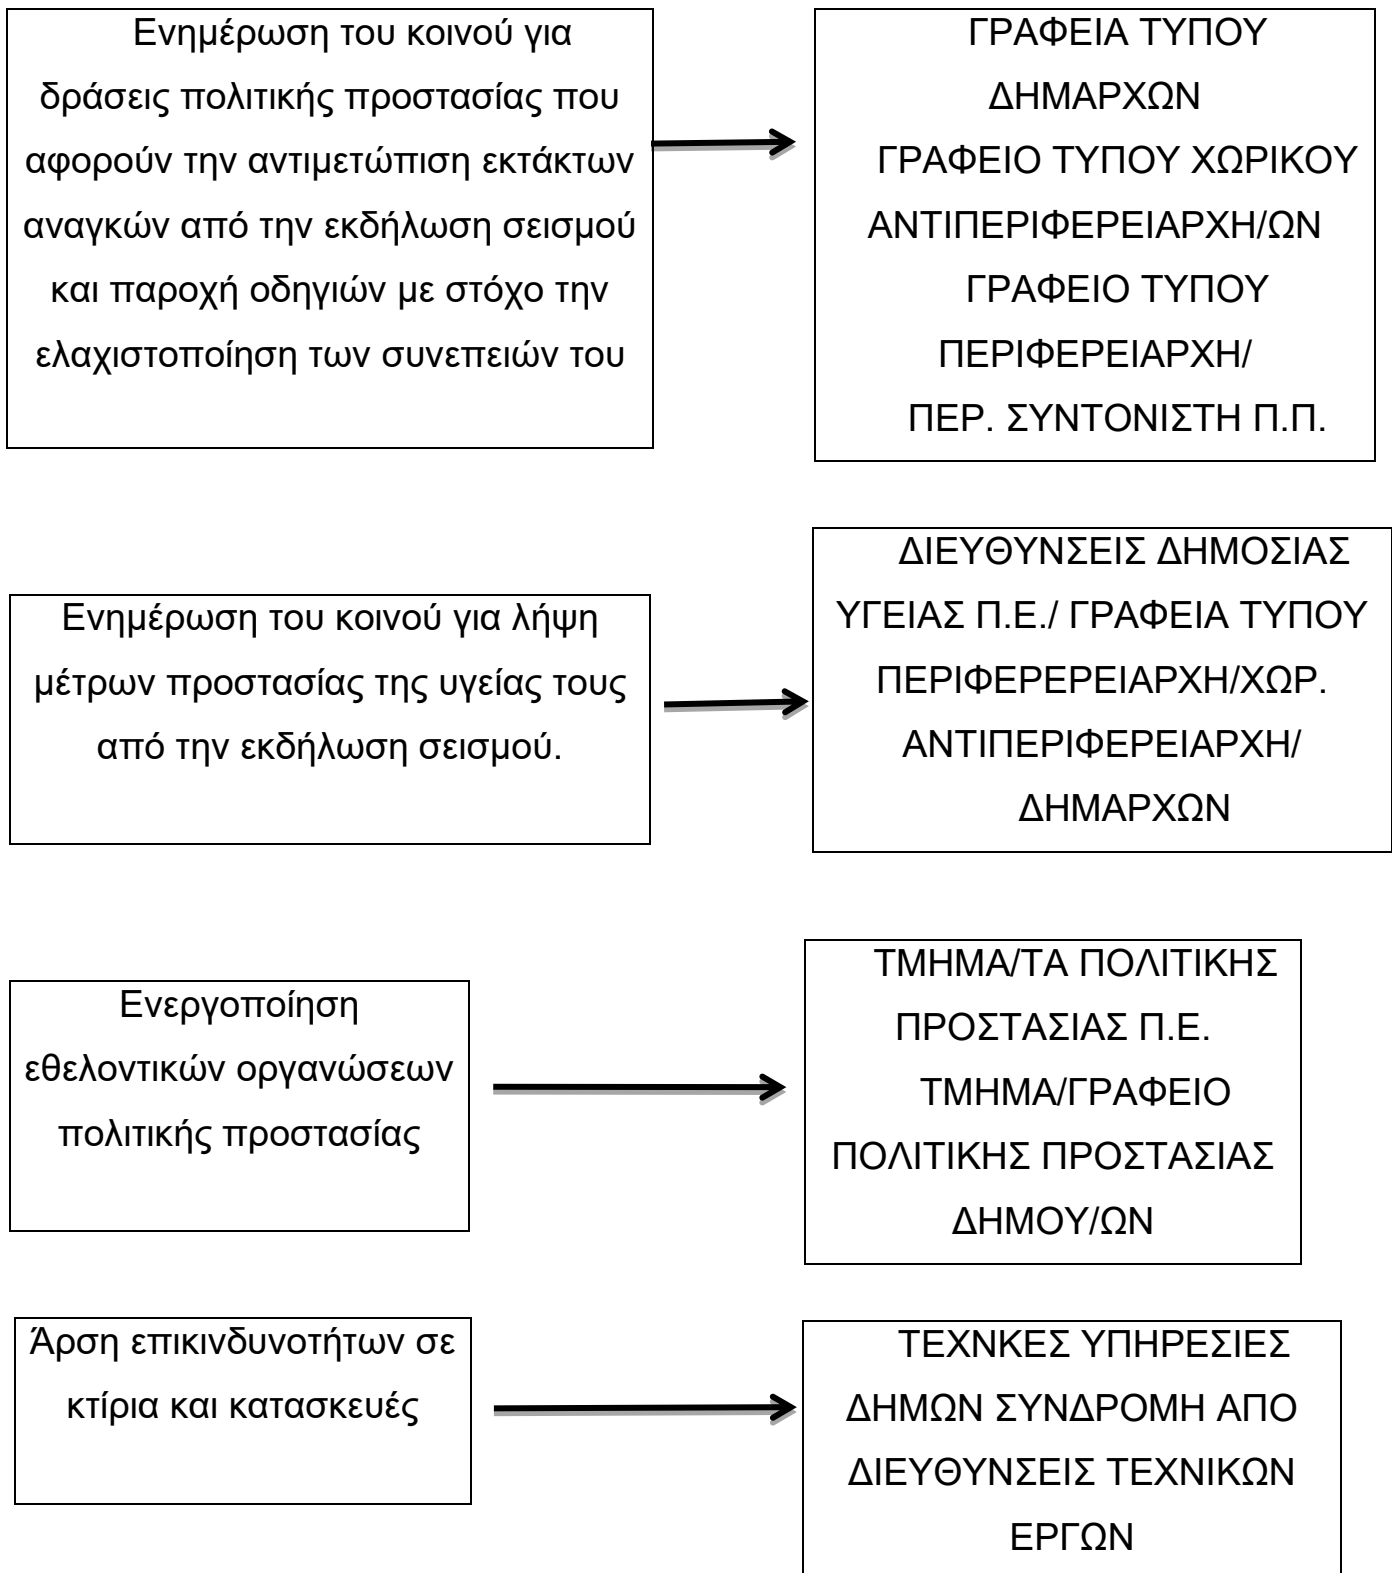 Ενημέρωση του κοινού για
δράσεις πολιτικής προστασίας που
αφορούν την αντιμετώπιση εκτάκτων
αναγκών από την εκδήλωση σεισμού
και παροχή οδηγιών με στόχο την
ελαχιστοποίηση των συνεπειών του
ΓΡΑΦΕΙΑ ΤΥΠΟΥ
ΔΗΜΑΡΧΩΝ
ΓΡΑΦΕΙΟ ΤΥΠΟΥ ΧΩΡΙΚΟΥ
ΑΝΤΙΠΕΡΙΦΕΡΕΙΑΡΧΗ/ΩΝ
ΓΡΑΦΕΙΟ ΤΥΠΟΥ
ΠΕΡΙΦΕΡΕΙΑΡΧΗ/
ΠΕΡ. ΣΥΝΤΟΝΙΣΤΗ Π.Π.
Ενημέρωση του κοινού για λήψη
μέτρων προστασίας της υγείας τους
από την εκδήλωση σεισμού.
ΔΙΕΥΘΥΝΣΕΙΣ ΔΗΜΟΣΙΑΣ
ΥΓΕΙΑΣ Π.Ε./ ΓΡΑΦΕΙΑ ΤΥΠΟΥ
ΠΕΡΙΦΕΡΕΡΕΙΑΡΧΗ/ΧΩΡ.
ΑΝΤΙΠΕΡΙΦΕΡΕΙΑΡΧΗ/
ΔΗΜΑΡΧΩΝ
Ενεργοποίηση
εθελοντικών οργανώσεων
πολιτικής προστασίας
ΤΜΗΜΑ/ΤΑ ΠΟΛΙΤΙΚΗΣ
ΠΡΟΣΤΑΣΙΑΣ Π.Ε.
ΤΜΗΜΑ/ΓΡΑΦΕΙΟ
ΠΟΛΙΤΙΚΗΣ ΠΡΟΣΤΑΣΙΑΣ
ΔΗΜΟΥ/ΩΝ
Άρση επικινδυνοτήτων σε
κτίρια και κατασκευές
ΤΕΧΝΚΕΣ ΥΠΗΡΕΣΙΕΣ
ΔΗΜΩΝ ΣΥΝΔΡΟΜΗ ΑΠΟ
ΔΙΕΥΘΥΝΣΕΙΣ ΤΕΧΝΙΚΩΝ
ΕΡΓΩΝ